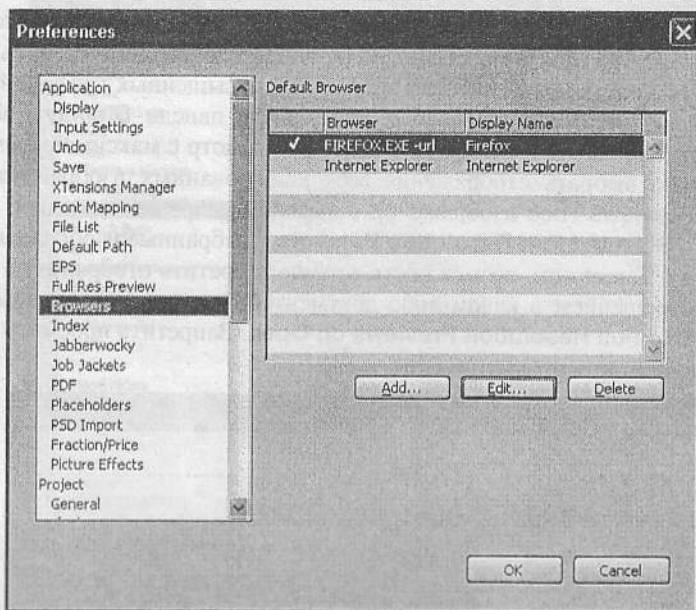 Preferences
Application
Display
Input Settings
Undo
Save
XTensions Manager
Font Mapping
File List
Default Path
EPS
Full Res Preview
Browsers
Index
Jabberwocky
Job Jackets
PDF
Placeholders
PSD Import
Fraction/Price
Picture Effects
Project
General
Default Browser
Browser Display Name
✓ FIREFOX.EXE -url Firefox
Internet Explorer Internet Explorer
Add... Edit... Delete
OK Cancel